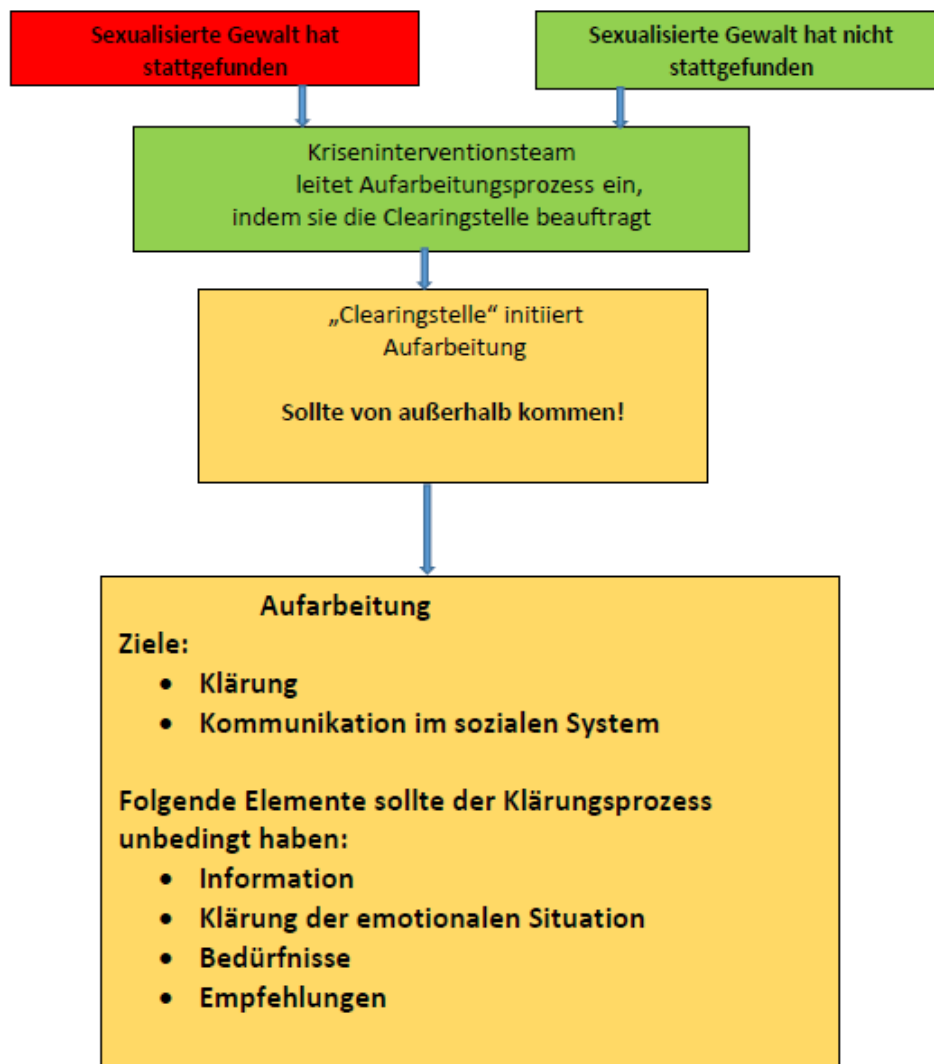 Sexualisierte Gewalt hat
stattgefunden
Sexualisierte Gewalt hat nicht
stattgefunden
Kriseninterventionsteam
leitet Aufarbeitungsprozess ein,
indem sie die Clearingstelle beauftragt
„Clearingstelle“ initiiert
Aufarbeitung
Sollte von außerhalb kommen!
Aufarbeitung
Ziele:
• Klärung
• Kommunikation im sozialen System
Folgende Elemente sollte der Klärungsprozess
unbedingt haben:
• Information
• Klärung der emotionalen Situation
• Bedürfnisse
• Empfehlungen